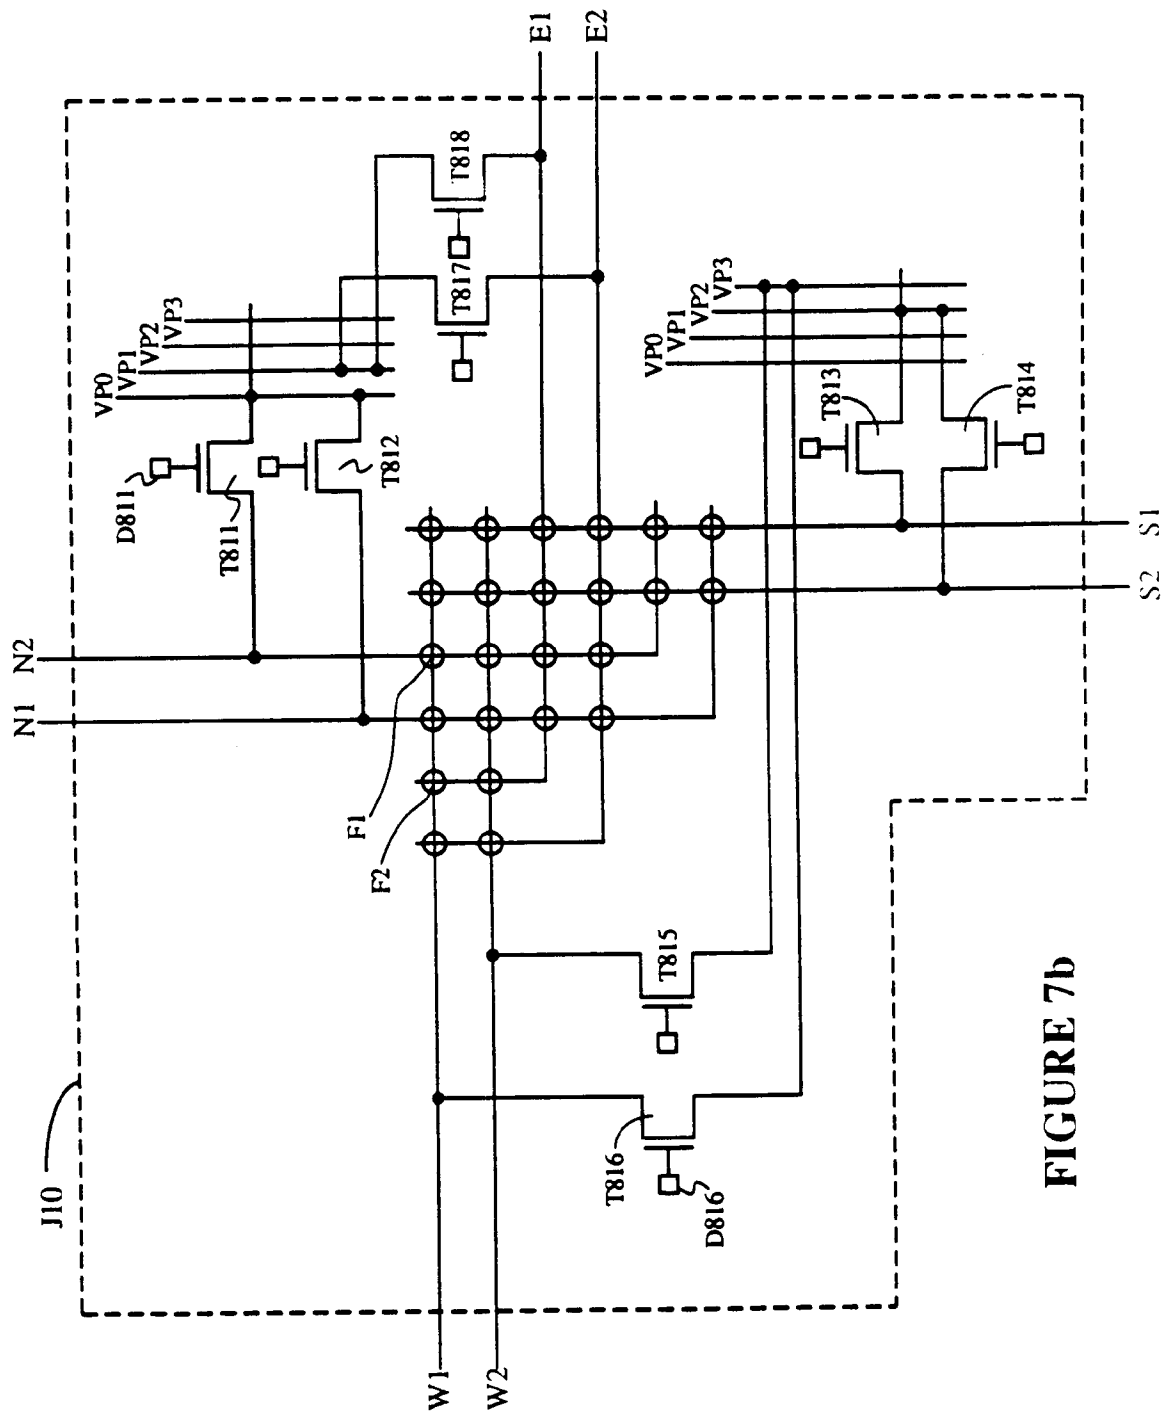 J10
N1
N2
E1
E2
W1
W2
S1
S2
D811
T811
T812
VP0
VP1
VP2
VP3
T817
T818
F1
F2
VP0
VP1
VP2
VP3
T813
T814
T815
T816
D816
FIGURE 7b